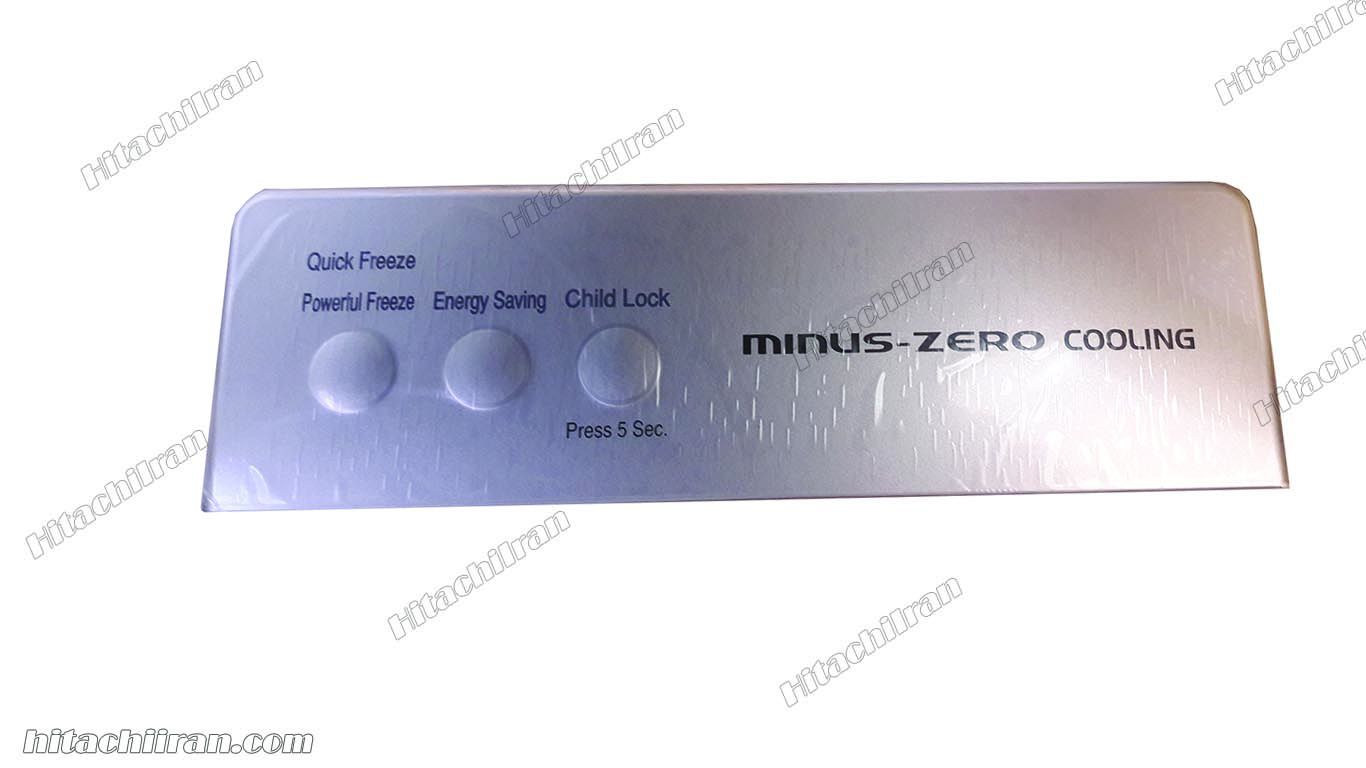 HitachiIran
HitachiIran
HitachiIran
Quick Freeze
Powerful Freeze
Energy Saving
Child Lock
HitachiIran
MINUS-ZERO COOLING
HitachiIran
Press 5 Sec.
HitachiIran
HitachiIran
HitachiIran
hitachiiran.com